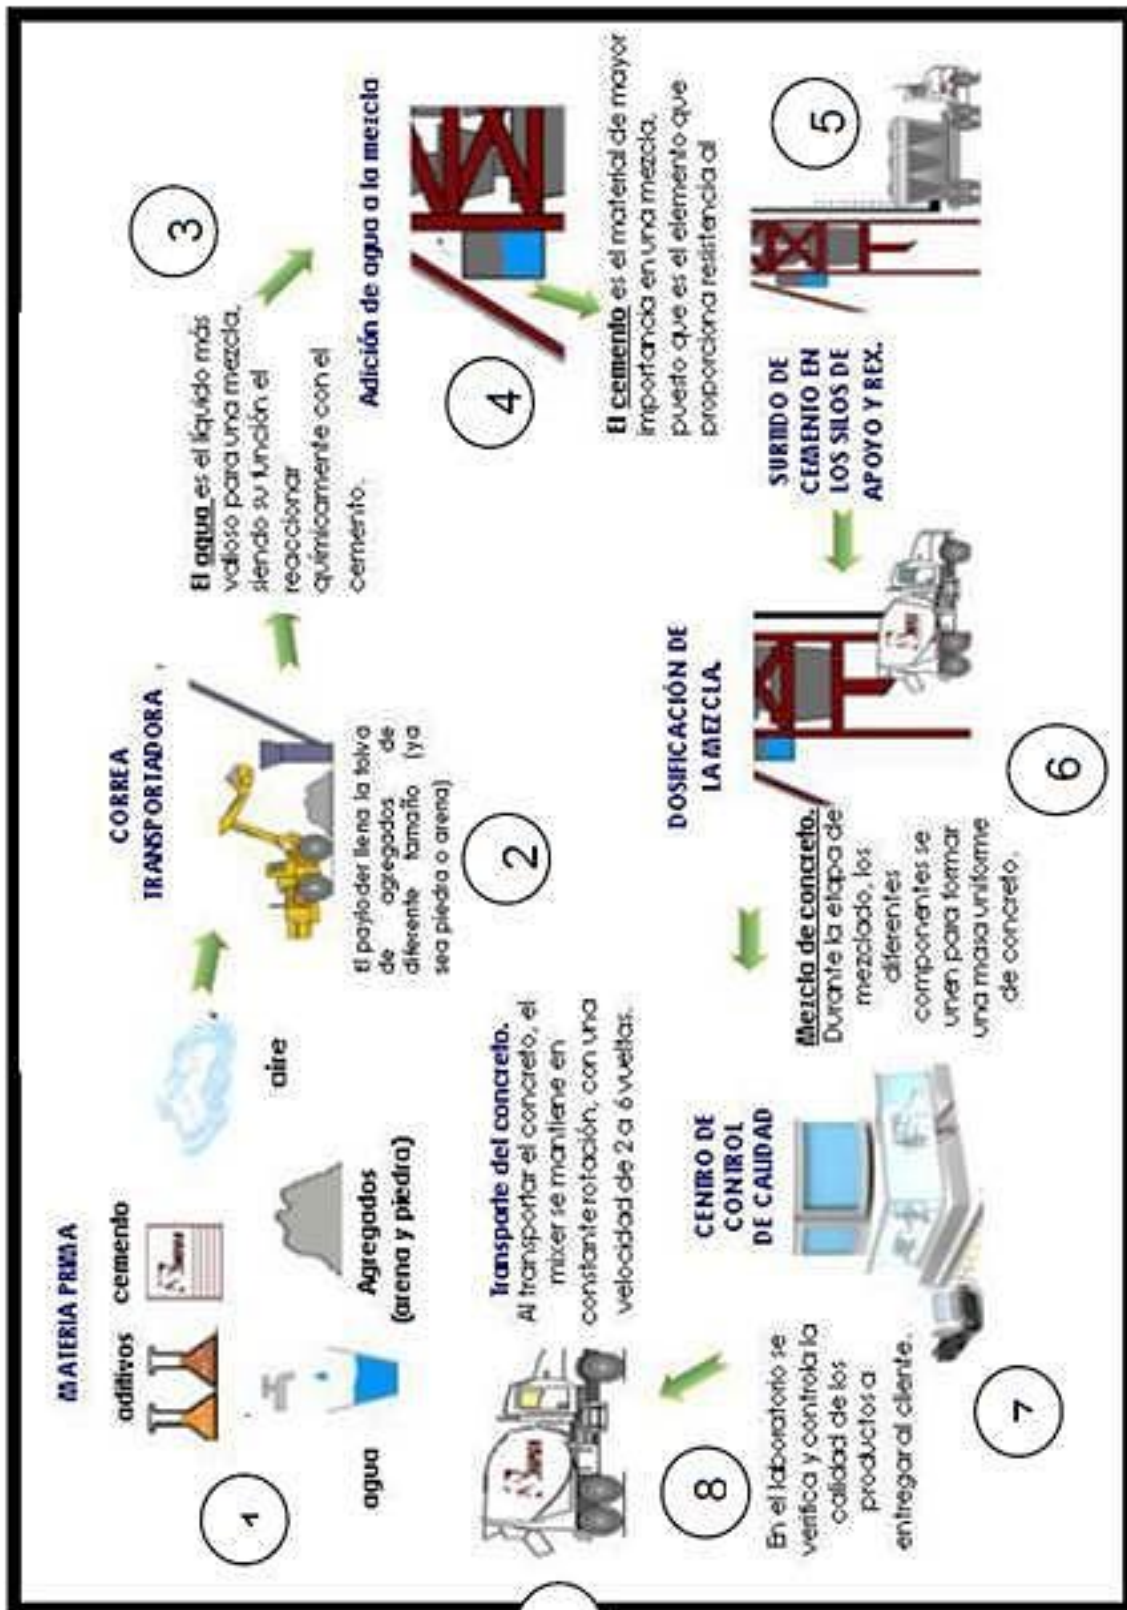 MATERIA PRIMA
aditivos
cemento
agua
Agregados
(arena y piedra)
aire
1
CORREA
TRANSPORTADORA
El payloder llena la tolva
de agregados de
diferente tamaño (ya
sea piedra o arena)
2
El agua es el líquido más
valioso para una mezcla,
siendo su función el
reaccionar
químicamente con el
cemento.
3
Adición de agua a la mezcla
4
El cemento es el material de mayor
importancia en una mezcla,
puesto que es el elemento que
proporciona resistencia al
5
SURTIDO DE
CEMENTO EN
LOS SILOS DE
APOYO Y REX.
DOSIFICACIÓN DE
LA MEZCLA.
6
Mezcla de concreto.
Durante la etapa de
mezclado, los
diferentes
componentes se
unen para formar
una masa uniforme
de concreto.
CENTRO DE
CONTROL
DE CALIDAD
En el laboratorio se
verifica y controla la
calidad de los
productos a
entregar al cliente.
7
Transporte del concreto.
Al transportar el concreto, el
mixer se mantiene en
constante rotación, con una
velocidad de 2 a 6 vueltas.
8